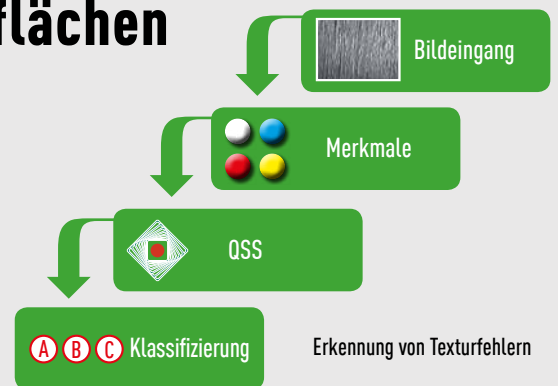 flächen
Bildeingang
Merkmale
QSS
A B C Klassifizierung
Erkennung von Texturfehlern